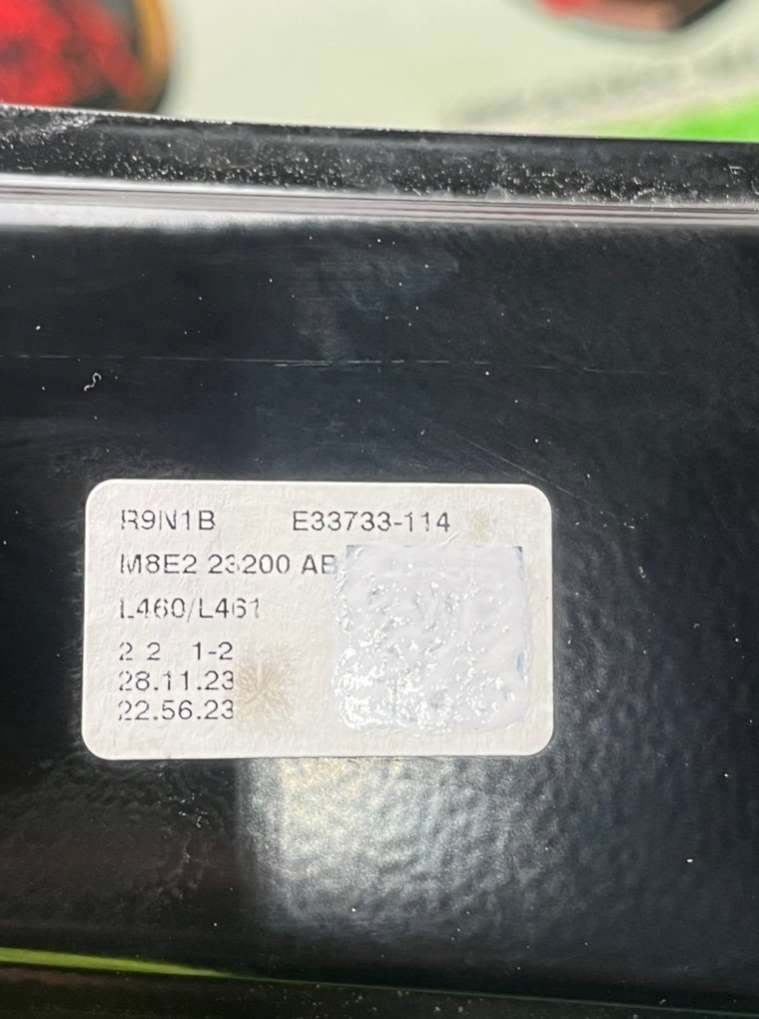 R9N1B E33733-114
M8E2 23200 AB
L460/L461
2 2 1-2
28.11.23
22.56.23